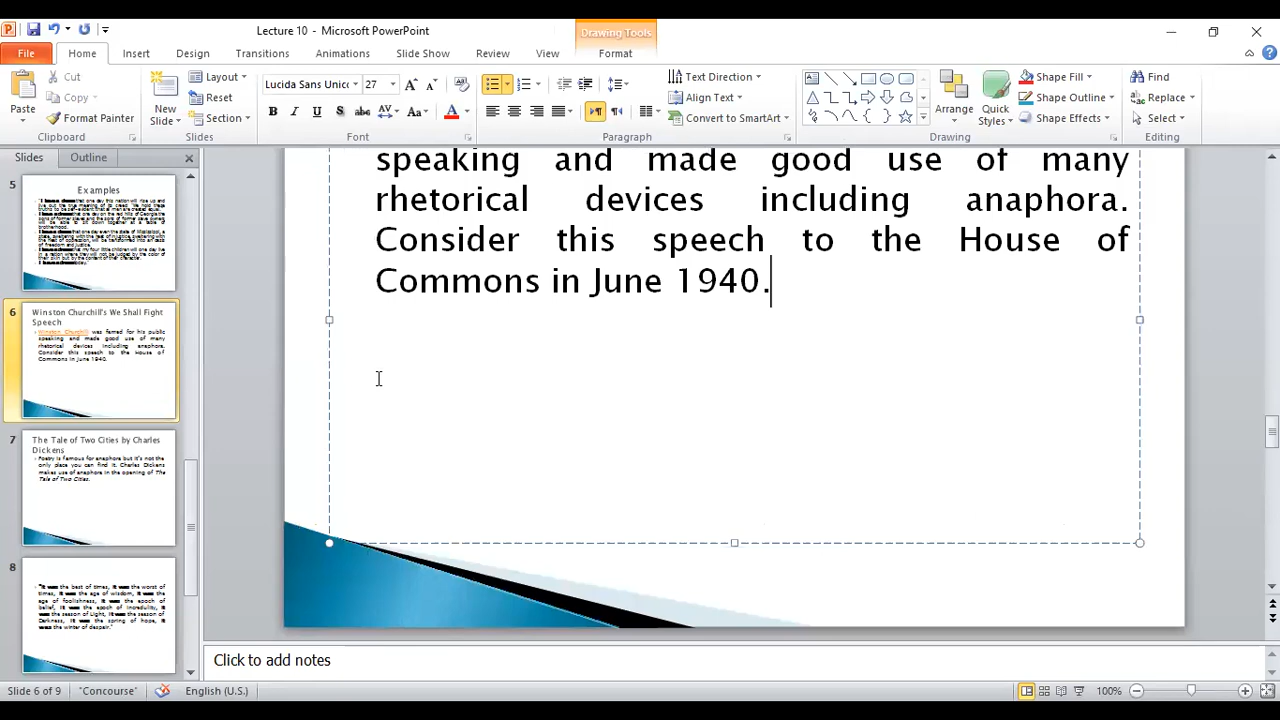 Lecture 10 - Microsoft PowerPoint
Drawing Tools
File Home Insert Design Transitions Animations Slide Show Review View Format
Cut
Copy
Format Painter
Paste
Clipboard
New
Slide
Layout
Reset
Section
Slides
Lucida Sans Unic 27
B I U S abc AV Aa A
Font
Text Direction
Align Text
Convert to SmartArt
Paragraph
Arrange
Quick
Styles
Shape Fill
Shape Outline
Shape Effects
Drawing
Find
Replace
Select
Editing
Slides Outline
5
Examples
6
Winston Churchill's We Shall Fight
Speech
Winston Churchill was famed for his public
speaking and made good use of many
rhetorical devices including anaphora.
Consider this speech to the House of
Commons in June 1940.
7
The Tale of Two Cities by Charles
Dickens
Poetry is famous for anaphora but it's not the
only place you can find it. Charles Dickens
makes use of anaphora in the opening of The
Tale of Two Cities.
8
"It was the best of times, it was the worst of
times, it was the age of wisdom, it was the
age of foolishness, it was the epoch of
belief, it was the epoch of incredulity, it
was the season of Light, it was the season of
Darkness, it was the spring of hope, it
was the winter of despair."
speaking and made good use of many
rhetorical devices including anaphora.
Consider this speech to the House of
Commons in June 1940.
Click to add notes
Slide 6 of 9 "Concourse" English (U.S.) 100%